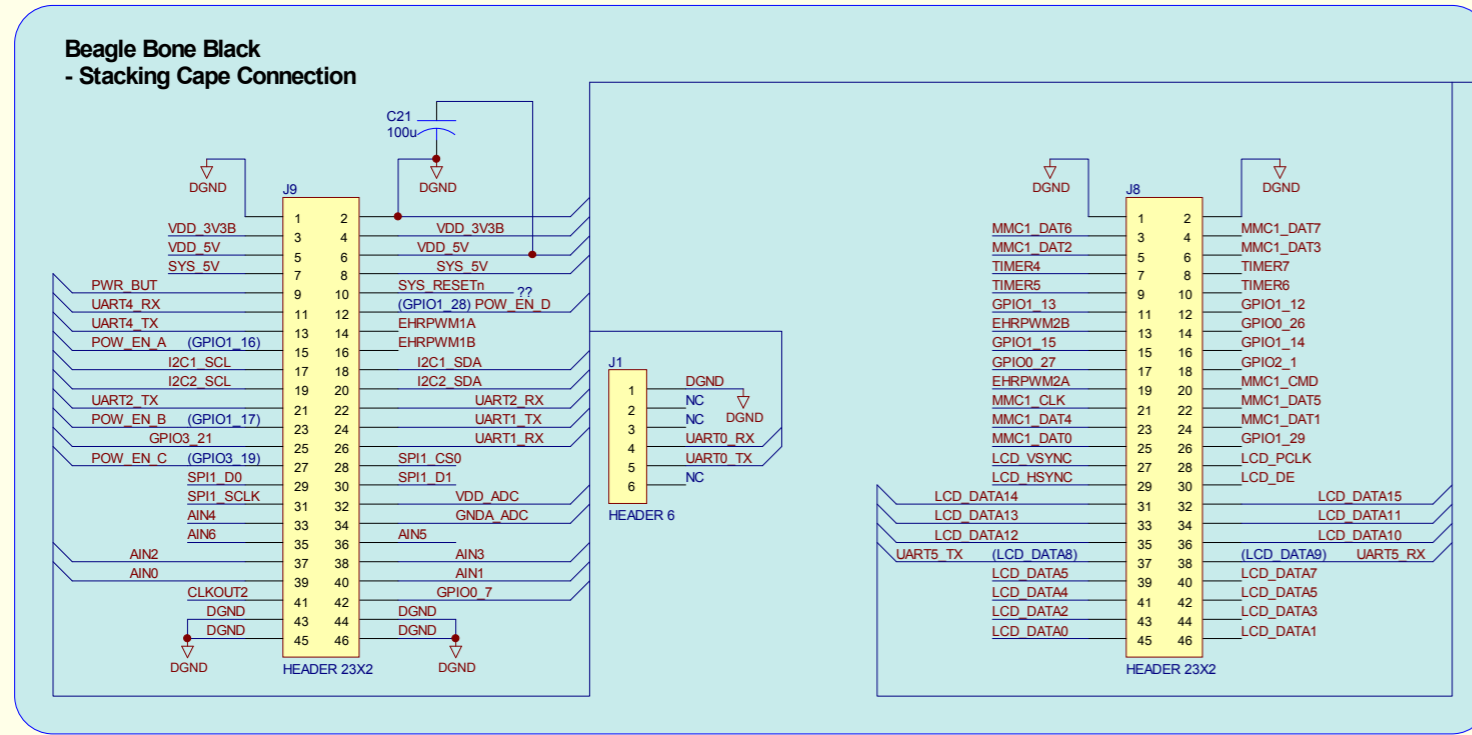 Beagle Bone Black
- Stacking Cape Connection
C21
100u
DGND
DGND
DGND
DGND
J9
J8
1 2
1 2
VDD_3V3B 3 4 VDD_3V3B
MMC1_DAT6 3 4 MMC1_DAT7
VDD_5V 5 6 VDD_5V
MMC1_DAT2 5 6 MMC1_DAT3
SYS_5V 7 8 SYS_5V
TIMER4 7 8 TIMER7
PWR_BUT 9 10 SYS_RESETn ??
TIMER5 9 10 TIMER6
UART4_RX 11 12 (GPIO1_28) POW_EN_D
GPIO1_13 11 12 GPIO1_12
UART4_TX 13 14 EHRPWM1A
EHRPWM2B 13 14 GPIO0_26
POW_EN_A (GPIO1_16) 15 16 EHRPWM1B
GPIO1_15 15 16 GPIO1_14
I2C1_SCL 17 18 I2C1_SDA
GPIO0_27 17 18 GPIO2_1
I2C2_SCL 19 20 I2C2_SDA
EHRPWM2A 19 20 MMC1_CMD
UART2_TX 21 22 UART2_RX
MMC1_CLK 21 22 MMC1_DAT5
POW_EN_B (GPIO1_17) 23 24 UART1_TX
MMC1_DAT4 23 24 MMC1_DAT1
GPIO3_21 25 26 UART1_RX
MMC1_DAT0 25 26 GPIO1_29
POW_EN_C (GPIO3_19) 27 28 SPI1_CS0
LCD_VSYNC 27 28 LCD_PCLK
SPI1_D0 29 30 SPI1_D1
LCD_HSYNC 29 30 LCD_DE
SPI1_SCLK 31 32 VDD_ADC
LCD_DATA14 31 32 LCD_DATA15
AIN4 33 34 GNDA_ADC
LCD_DATA13 33 34 LCD_DATA11
AIN6 35 36 AIN5
LCD_DATA12 35 36 LCD_DATA10
AIN2 37 38 AIN3
UART5_TX (LCD_DATA8) 37 38 (LCD_DATA9) UART5_RX
AIN0 39 40 AIN1
LCD_DATA5 39 40 LCD_DATA7
CLKOUT2 41 42 GPIO0_7
LCD_DATA4 41 42 LCD_DATA5
DGND 43 44 DGND
LCD_DATA2 43 44 LCD_DATA3
DGND 45 46 DGND
LCD_DATA0 45 46 LCD_DATA1
DGND
DGND
HEADER 23X2
HEADER 23X2
J1
1 DGND
2 NC
DGND
3 NC
4 UART0_RX
5 UART0_TX
6 NC
HEADER 6